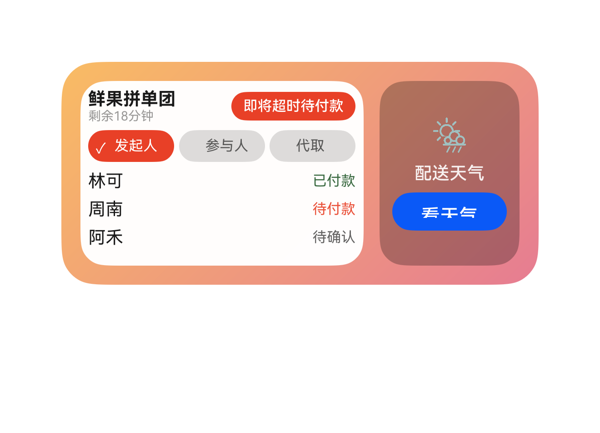 鲜果拼单团
剩余18分钟
即将超时待付款
✓ 发起人
参与人
代取
林可 已付款
周南 待付款
阿禾 待确认
配送天气
看天气